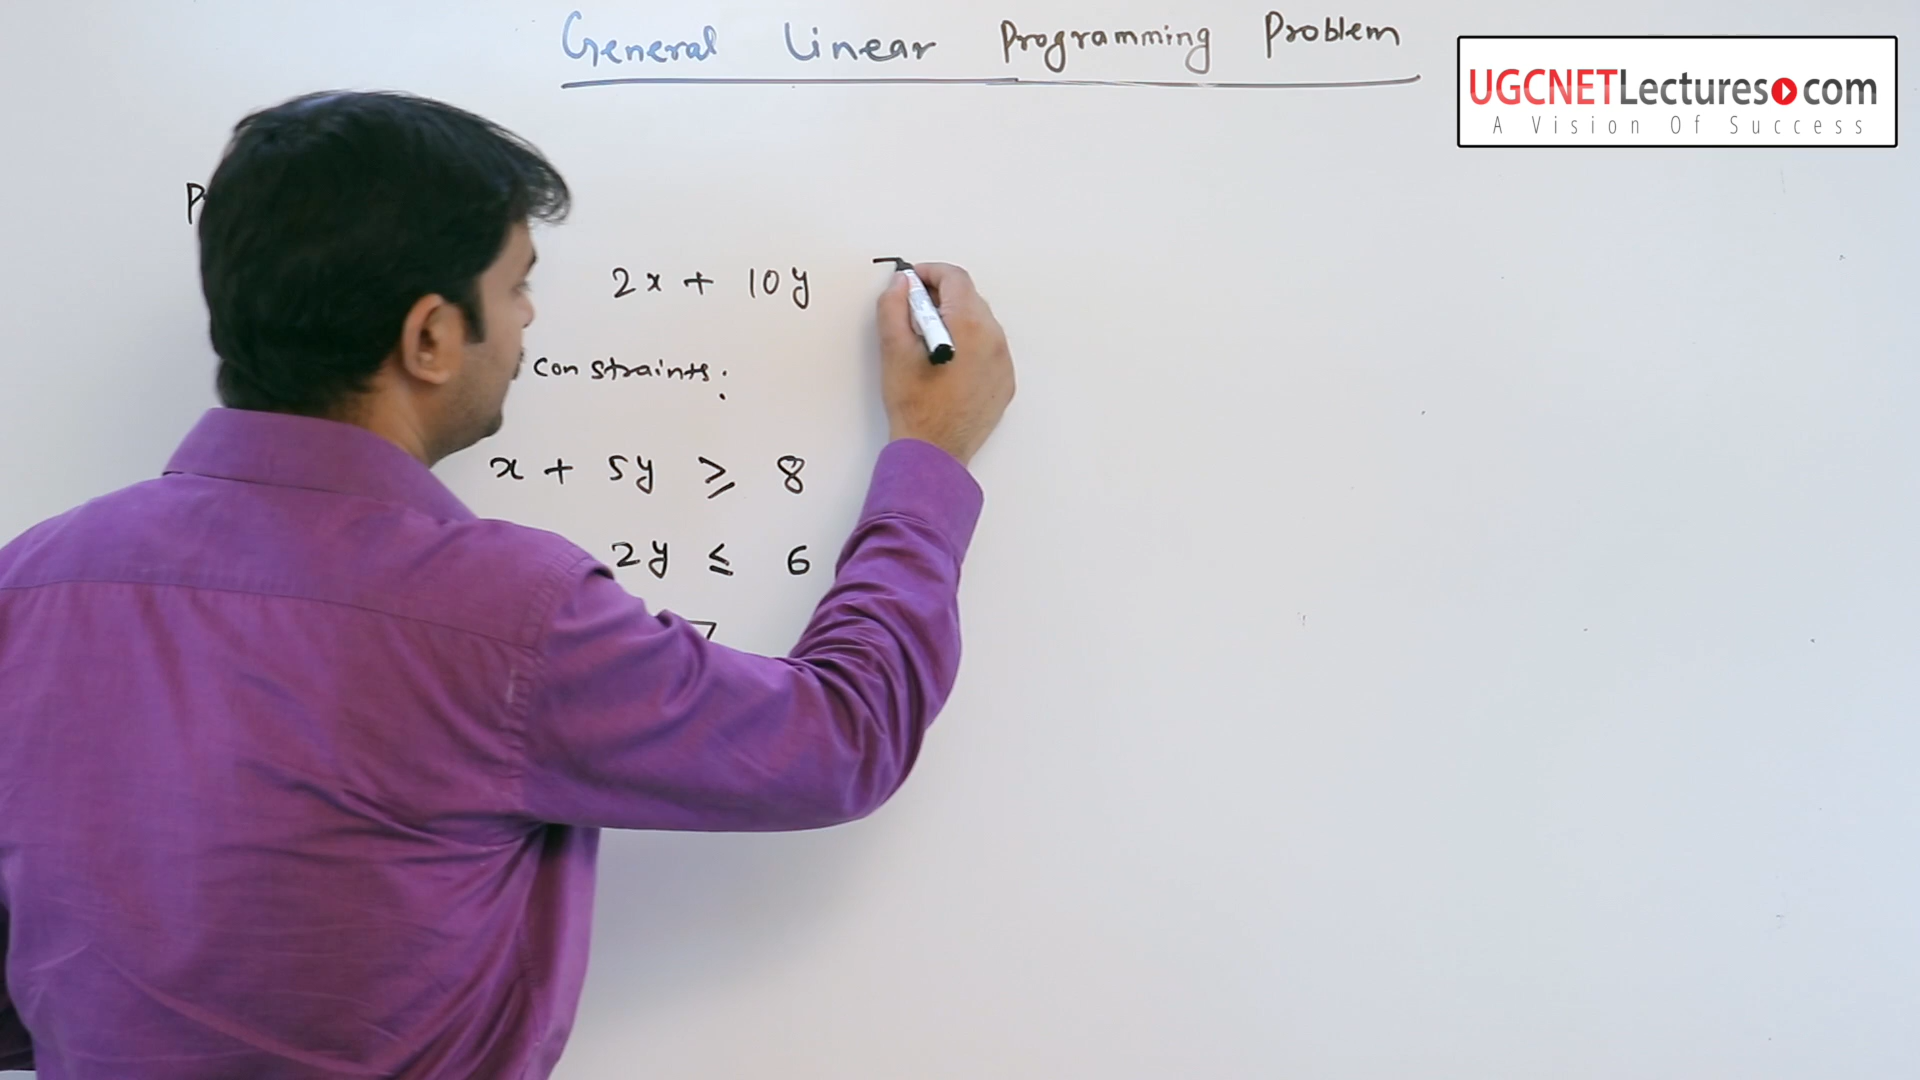 General Linear Programming Problem
UGCNETLectures.com
A Vision Of Success
P
2x + 10y
constraints:
x + 5y ≥ 8
2y ≤ 6